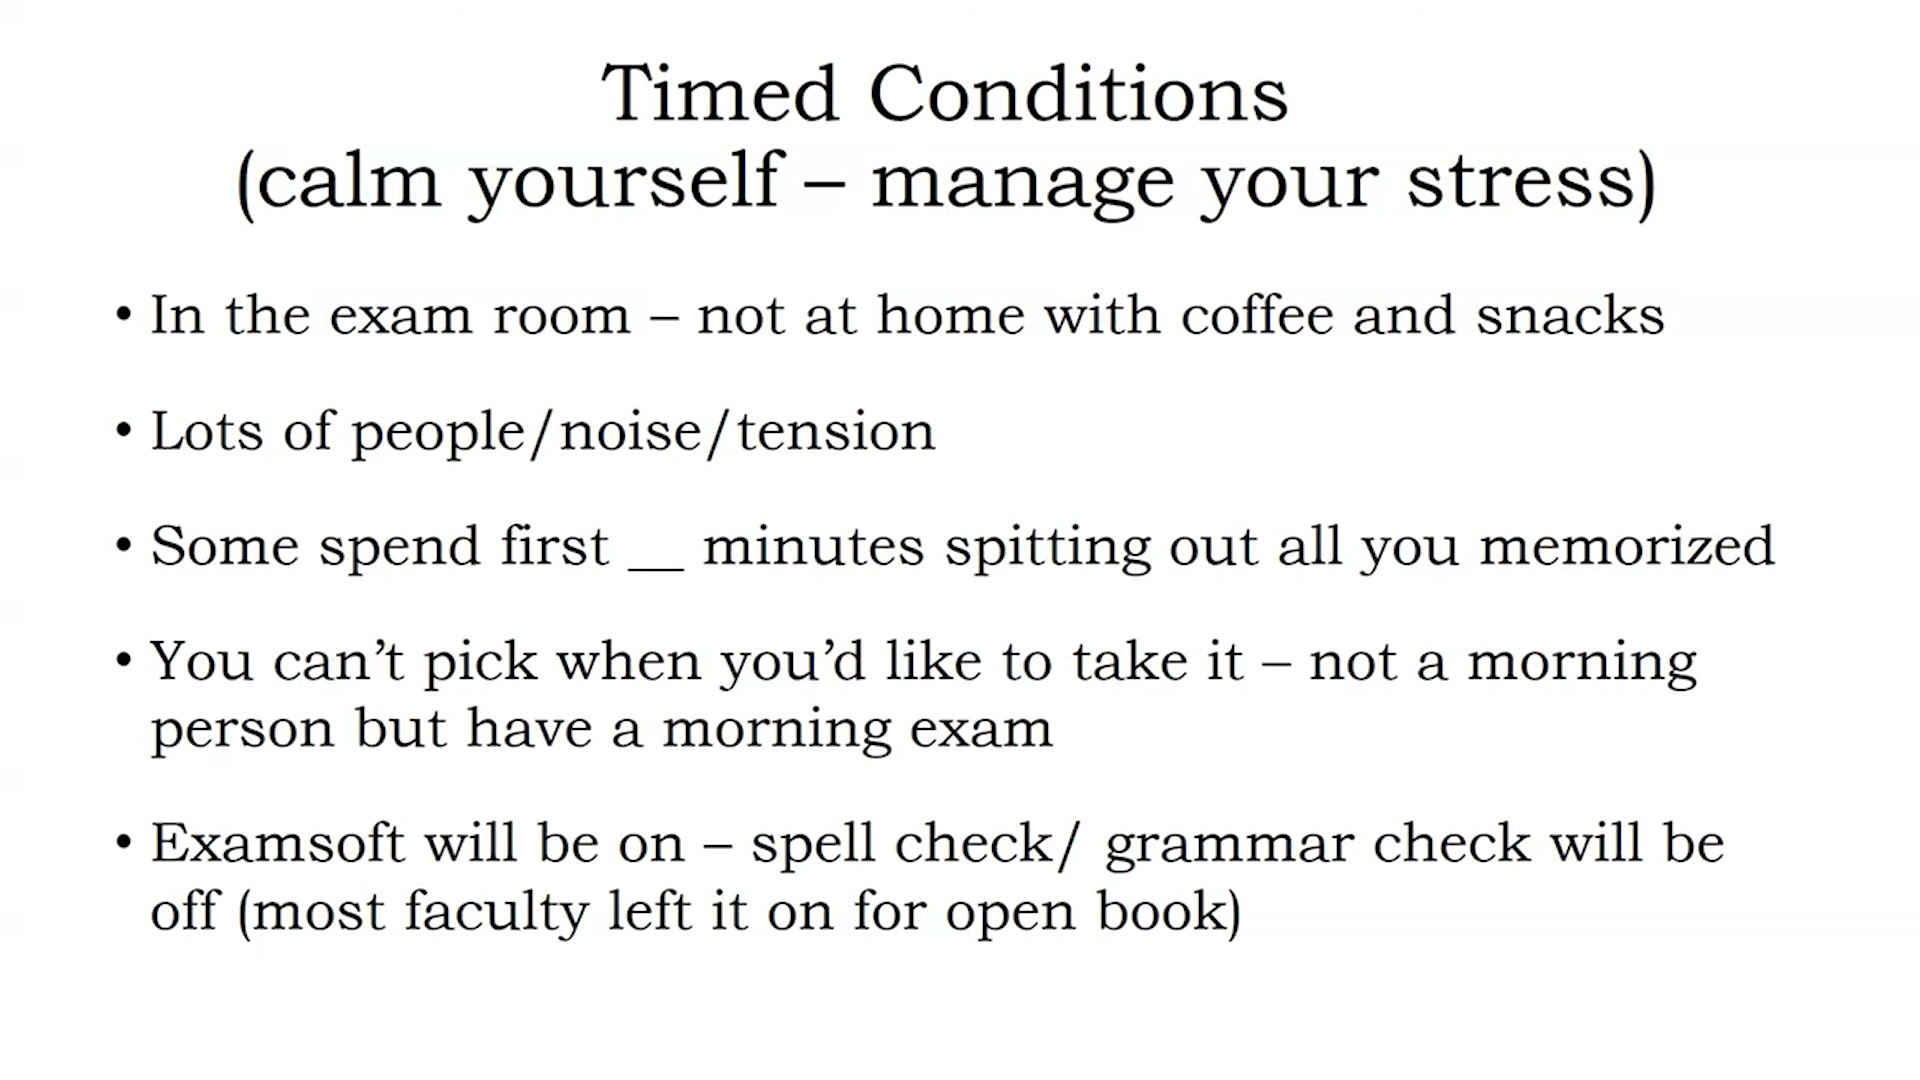 Timed Conditions
(calm yourself – manage your stress)
• In the exam room – not at home with coffee and snacks
• Lots of people/noise/tension
• Some spend first __ minutes spitting out all you memorized
• You can’t pick when you’d like to take it – not a morning
person but have a morning exam
• Examsoft will be on – spell check/ grammar check will be
off (most faculty left it on for open book)